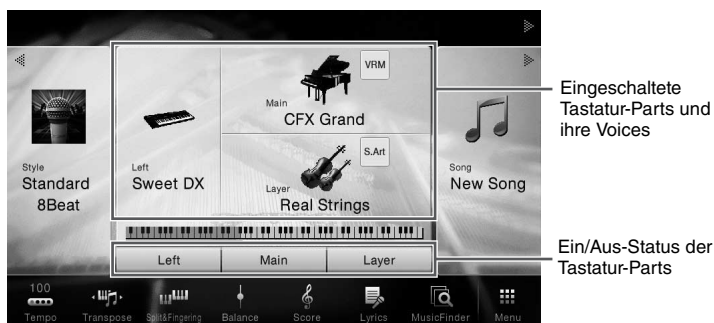 VRM
Main
CFX Grand
S.Art
Layer
Real Strings
Left
Sweet DX
Style
Standard
8Beat
Song
New Song
Left
Main
Layer
100
Tempo
Transpose
Split&Fingering
Balance
Score
Lyrics
MusicFinder
Menu
Eingeschaltete
Tastatur-Parts und
ihre Voices
Ein/Aus-Status der
Tastatur-Parts